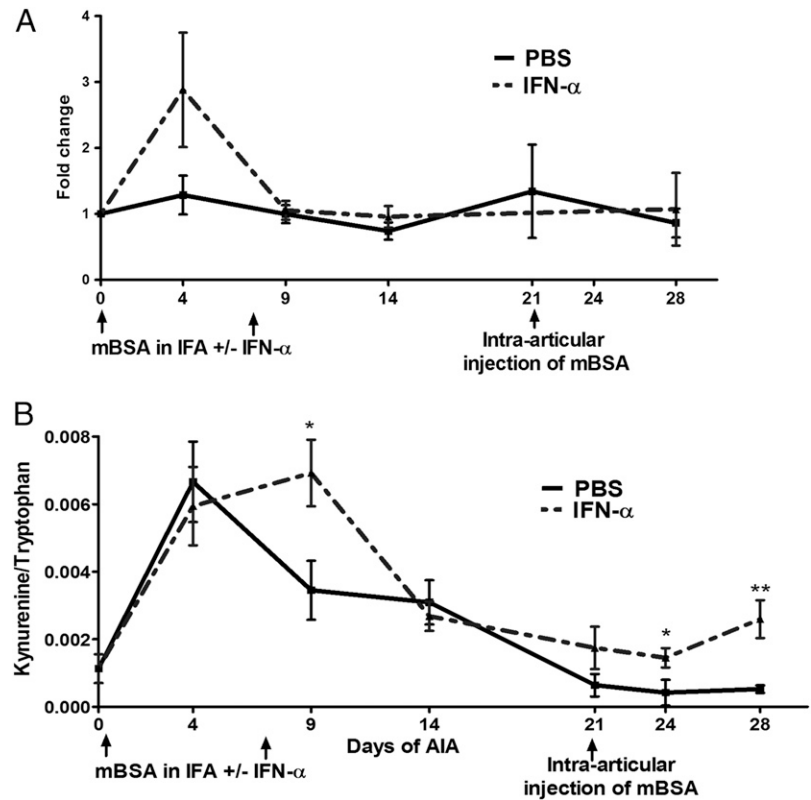 A
4
3
2
1
0
Fold change
PBS
IFN-α
0 4 9 14 21 24 28
mBSA in IFA +/- IFN-α
Intra-articular
injection of mBSA
B
0.008
0.006
0.004
0.002
0.000
Kynurenine/Tryptophan
*
PBS
IFN-α
*
**
0 4 9 14 21 24 28
Days of AIA
mBSA in IFA +/- IFN-α
Intra-articular
injection of mBSA